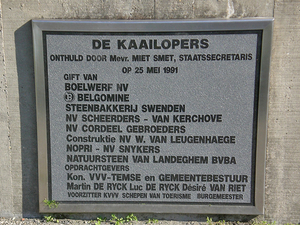 DE KAAILOPERS
ONTHULD DOOR Mevr. MIET SMET, STAATSSECRETARIS
OP 25 MEI 1991
GIFT VAN
BOELWERF NV
B BELGOMINE
STEENBAKKERIJ SWENDEN
NV SCHEERDERS - VAN KERCHOVE
NV CORDEEL GEBROEDERS
Construktie NV W. VAN LEUGENHAEGE
NOPRI - NV SNYKERS
NATUURSTEEN VAN LANDEGHEM BVBA
OPDRACHTGEVERS
Kon. VVV-TEMSE en GEMEENTEBESTUUR
Martin DE RYCK Luc DE RYCK Désiré VAN RIET
VOORZITTER KVVV SCHEPEN VAN TOERISME BURGEMEESTER